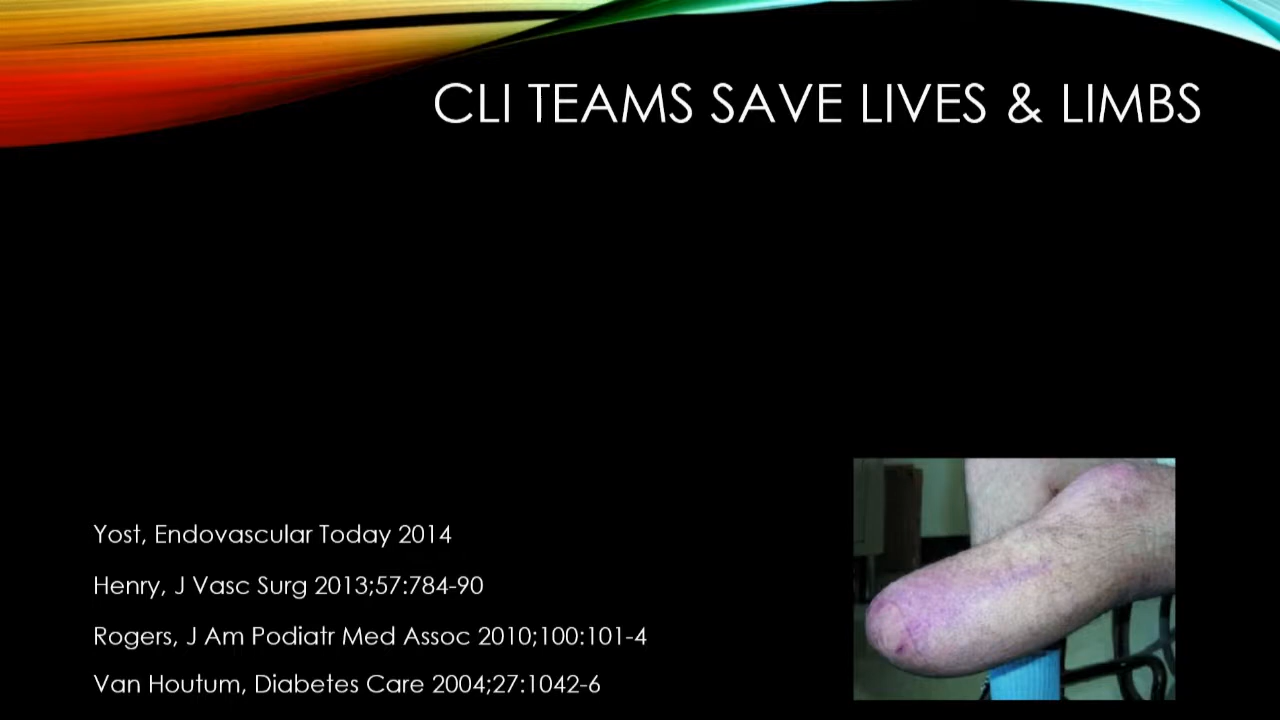 CLI TEAMS SAVE LIVES & LIMBS
Yost, Endovascular Today 2014
Henry, J Vasc Surg 2013;57:784-90
Rogers, J Am Podiatr Med Assoc 2010;100:101-4
Van Houtum, Diabetes Care 2004;27:1042-6